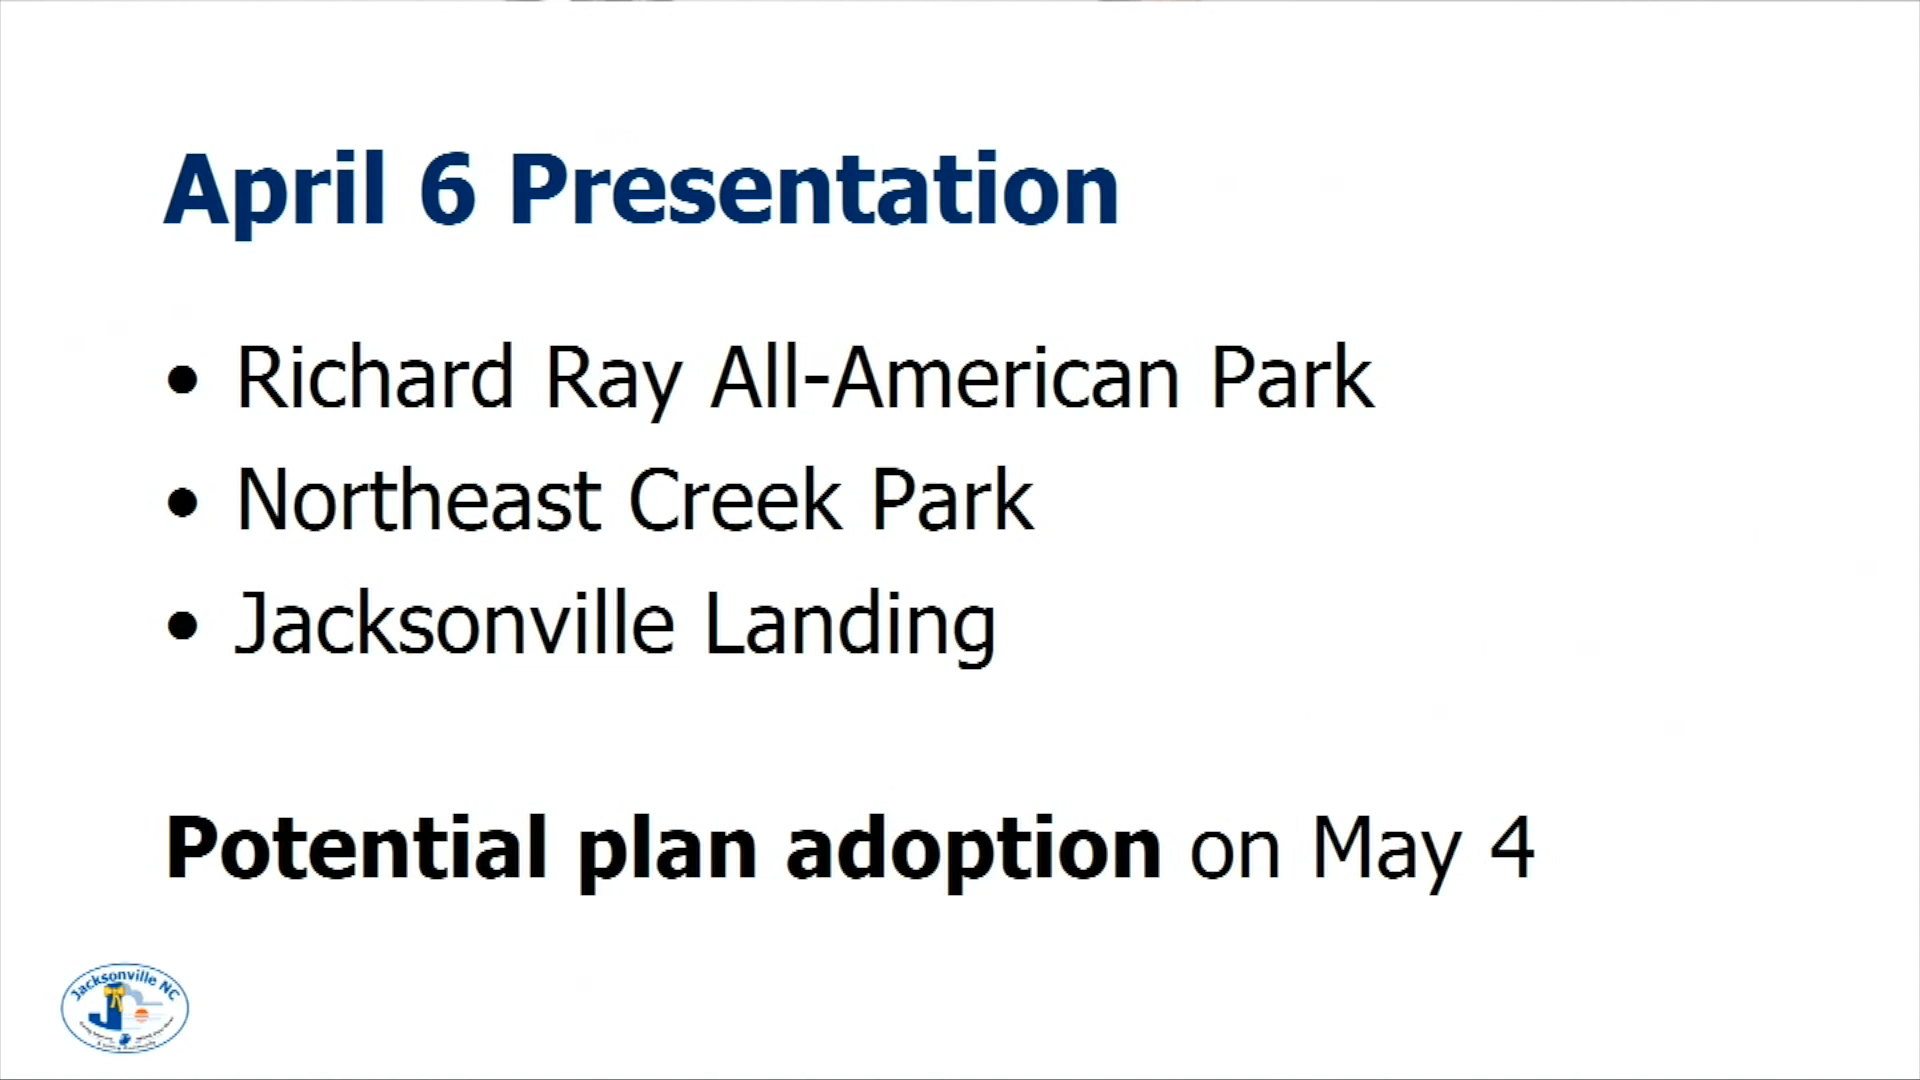 April 6 Presentation
• Richard Ray All-American Park
• Northeast Creek Park
• Jacksonville Landing
Potential plan adoption on May 4
Jacksonville NC